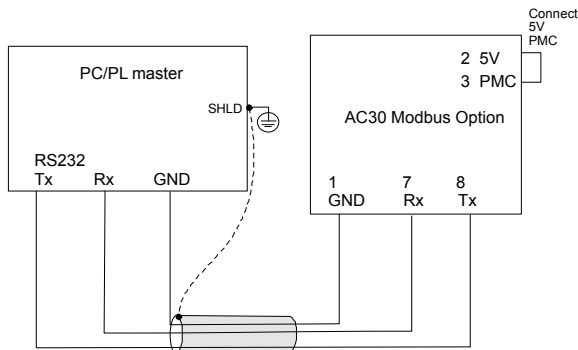 Connect
5V
PMC
2 5V
3 PMC
PC/PL master
SHLD
AC30 Modbus Option
RS232
Tx Rx GND
1 7 8
GND Rx Tx